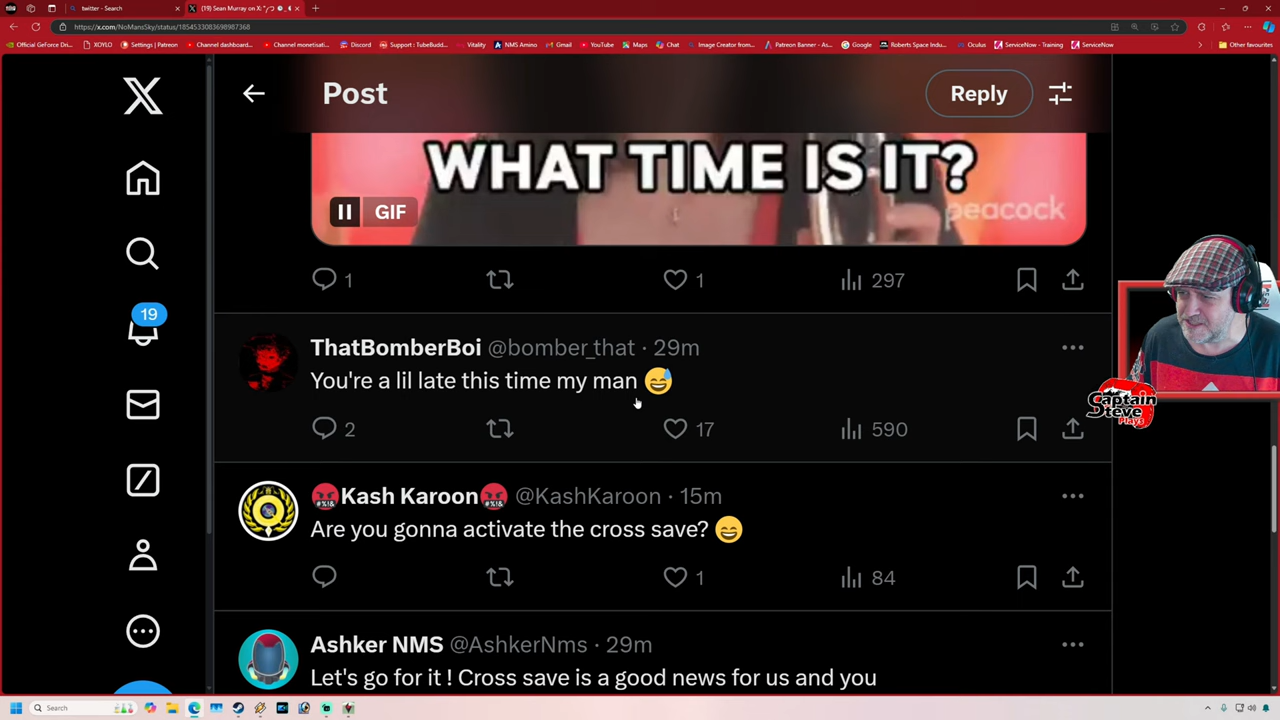 twitter - Search
(19) Sean Murray on X: "
https://x.com/NoMansSky/status/1854533083698987368
Official GeForce Dri...
XOYLO
Settings | Patreon
Channel dashboard...
Channel monetisati...
Discord
Support : TubeBudd...
Vitality
NMS Amino
Gmail
YouTube
Maps
Chat
Image Creator from...
Patreon Banner - As...
Google
Roberts Space Indu...
Oculus
ServiceNow - Training
ServiceNow
Other favourites
Post
Reply
WHAT TIME IS IT?
GIF
peacock
1
1
297
19
ThatBomberBoi @bomber_that · 29m
You're a lil late this time my man 😅
2
17
590
Captain
Steve
Plays
🤬Kash Karoon🤬 @KashKaroon · 15m
Are you gonna activate the cross save? 😄
1
84
Ashker NMS @AshkerNms · 29m
Let's go for it ! Cross save is a good news for us and you
Search